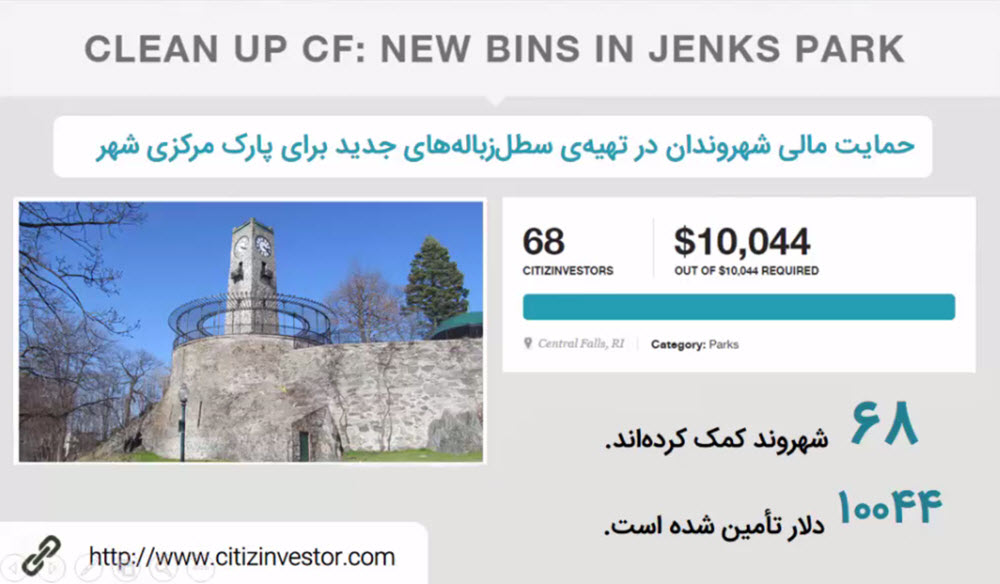 CLEAN UP CF: NEW BINS IN JENKS PARK
حمایت مالی شهروندان در تهیه‌ی سطل‌زباله‌های جدید برای پارک مرکزی شهر
68
CITIZINVESTORS
$10,044
OUT OF $10,044 REQUIRED
Central Falls, RI
Category: Parks
۶۸ شهروند کمک کرده‌اند.
۱۰۰۴۴ دلار تأمین شده است.
http://www.citizinvestor.com